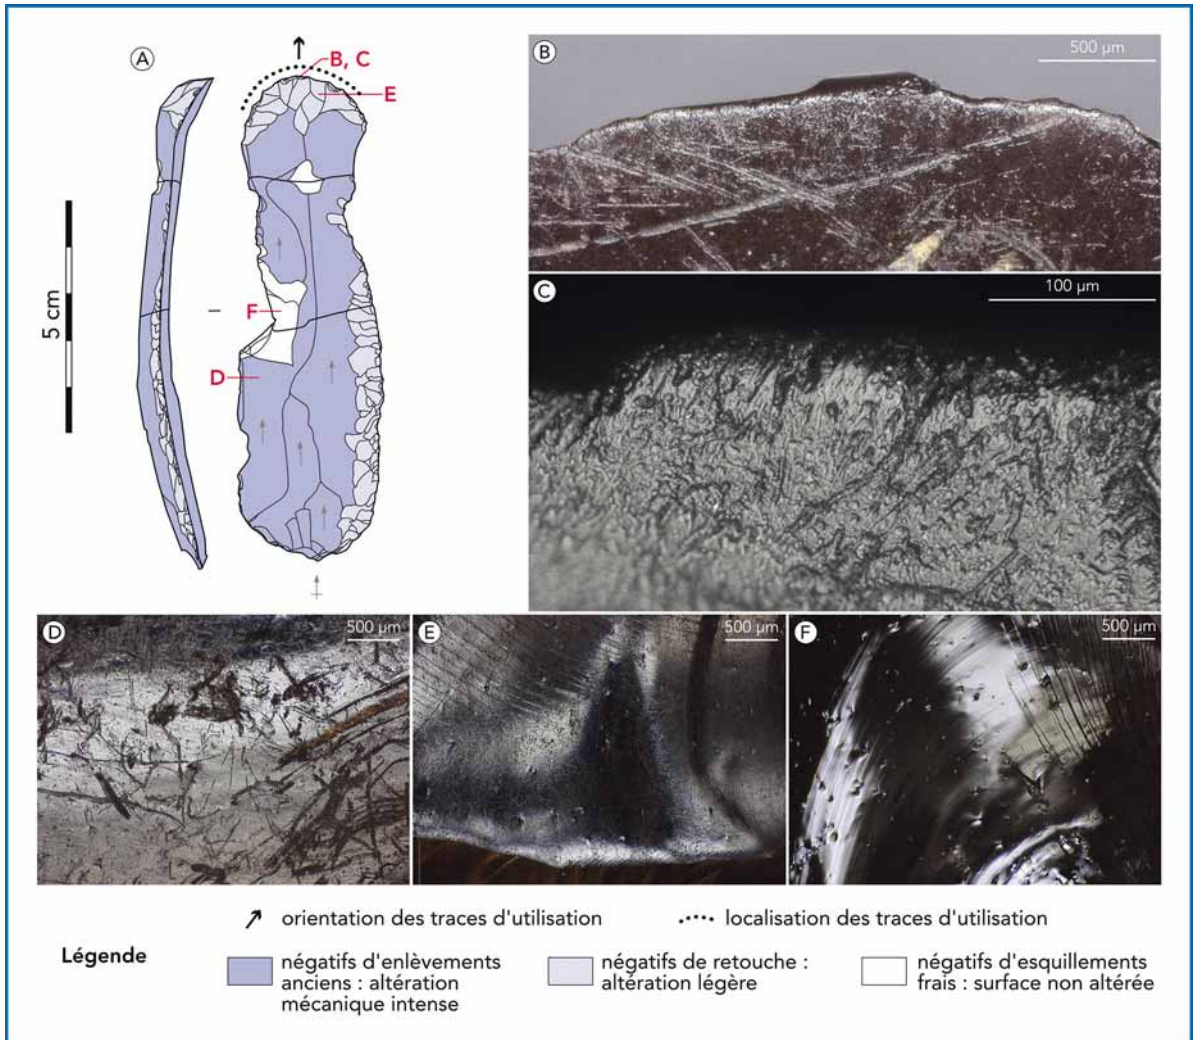 A
B, C
E
F
D
5 cm
B
500 µm
C
100 µm
D
500 µm
E
500 µm
F
500 µm
orientation des traces d'utilisation
localisation des traces d'utilisation
Légende
négatifs d'enlèvements
anciens : altération
mécanique intense
négatifs de retouche :
altération légère
négatifs d'esquillements
frais : surface non altérée